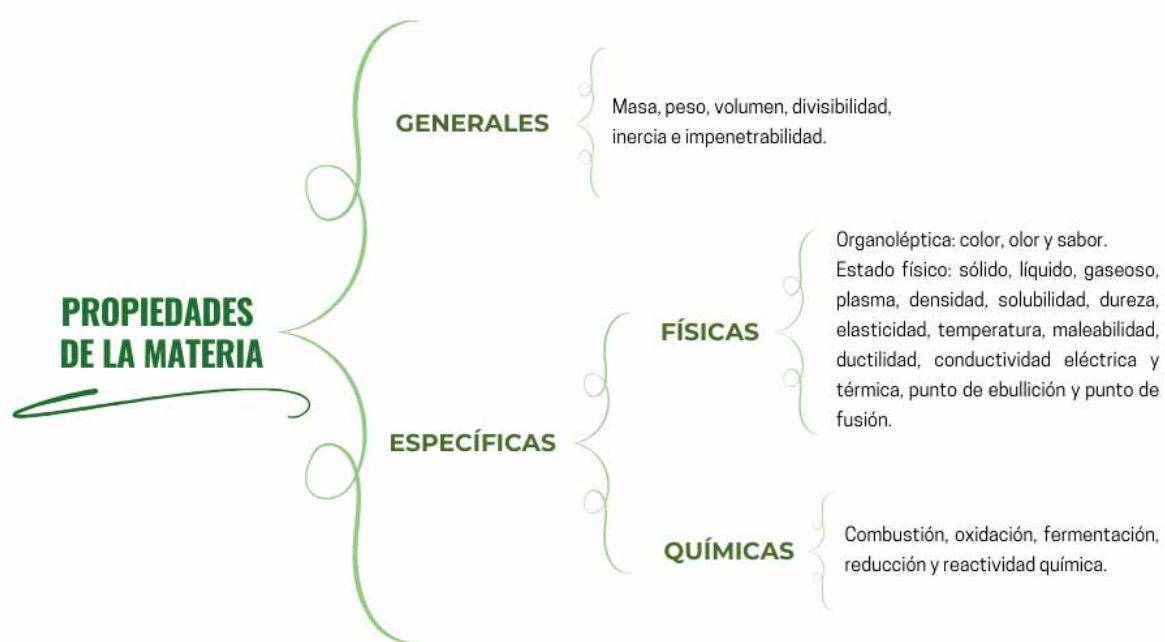 PROPIEDADES
DE LA MATERIA
GENERALES
Masa, peso, volumen, divisibilidad,
inercia e impenetrabilidad.
ESPECÍFICAS
FÍSICAS
Organoléptica: color, olor y sabor.
Estado físico: sólido, líquido, gaseoso,
plasma, densidad, solubilidad, dureza,
elasticidad, temperatura, maleabilidad,
ductilidad, conductividad eléctrica y
térmica, punto de ebullición y punto de
fusión.
QUÍMICAS
Combustión, oxidación, fermentación,
reducción y reactividad química.